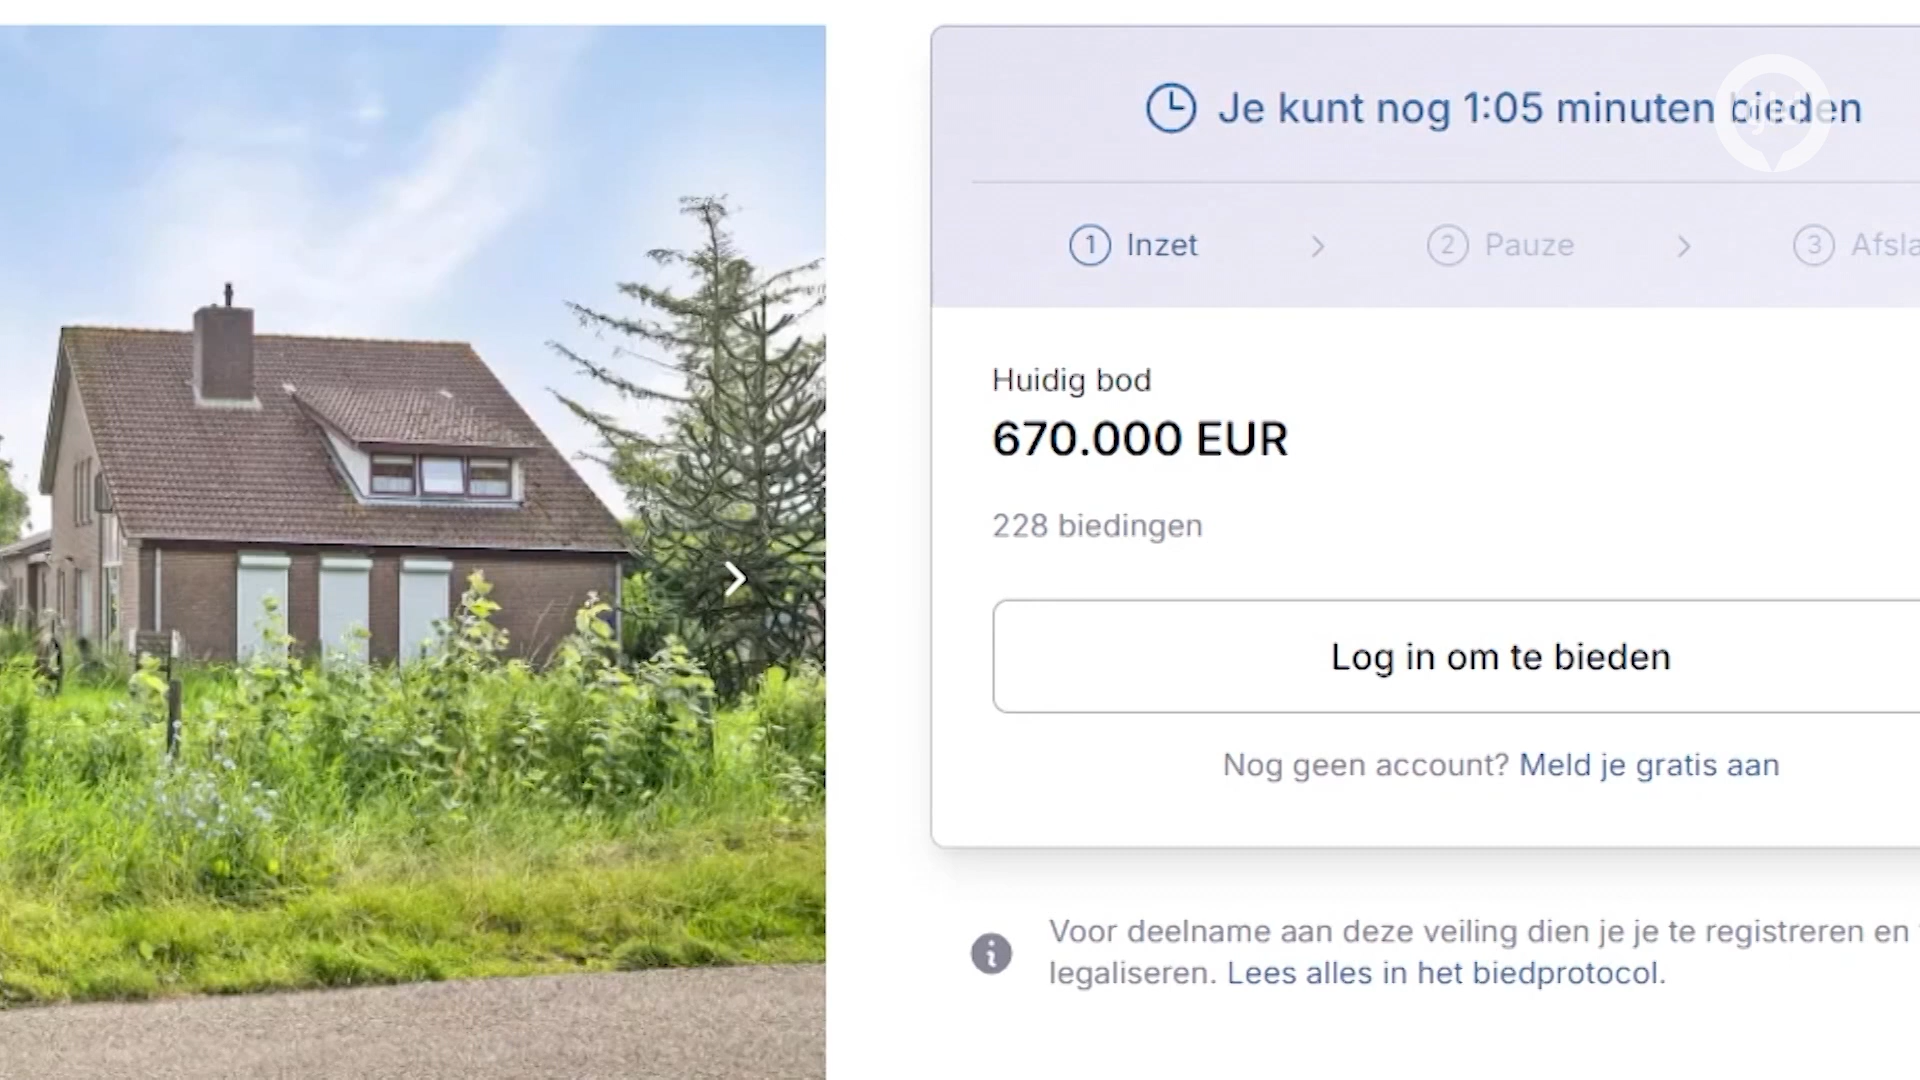 Je kunt nog 1:05 minuten bieden
1 Inzet
2 Pauze
3 Afsla
Huidig bod
670.000 EUR
228 biedingen
Log in om te bieden
Nog geen account? Meld je gratis aan
Voor deelname aan deze veiling dien je je te registreren en
legaliseren. Lees alles in het biedprotocol.